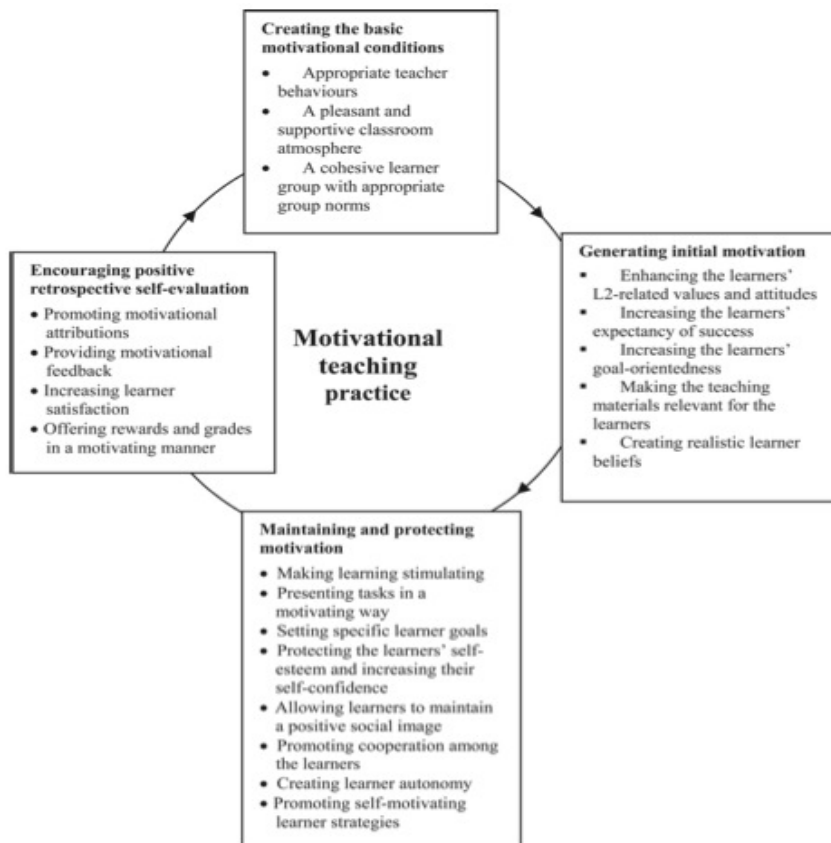 Creating the basic
motivational conditions
• Appropriate teacher
behaviours
• A pleasant and
supportive classroom
atmosphere
• A cohesive learner
group with appropriate
group norms
Generating initial motivation
▪ Enhancing the learners’
L2-related values and attitudes
▪ Increasing the learners’
expectancy of success
▪ Increasing the learners’
goal-orientedness
▪ Making the teaching
materials relevant for the
learners
▪ Creating realistic learner
beliefs
Encouraging positive
retrospective self-evaluation
• Promoting motivational
attributions
• Providing motivational
feedback
• Increasing learner
satisfaction
• Offering rewards and grades
in a motivating manner
Motivational
teaching
practice
Maintaining and protecting
motivation
• Making learning stimulating
• Presenting tasks in a
motivating way
• Setting specific learner goals
• Protecting the learners’ self-
esteem and increasing their
self-confidence
• Allowing learners to maintain
a positive social image
• Promoting cooperation among
the learners
• Creating learner autonomy
• Promoting self-motivating
learner strategies